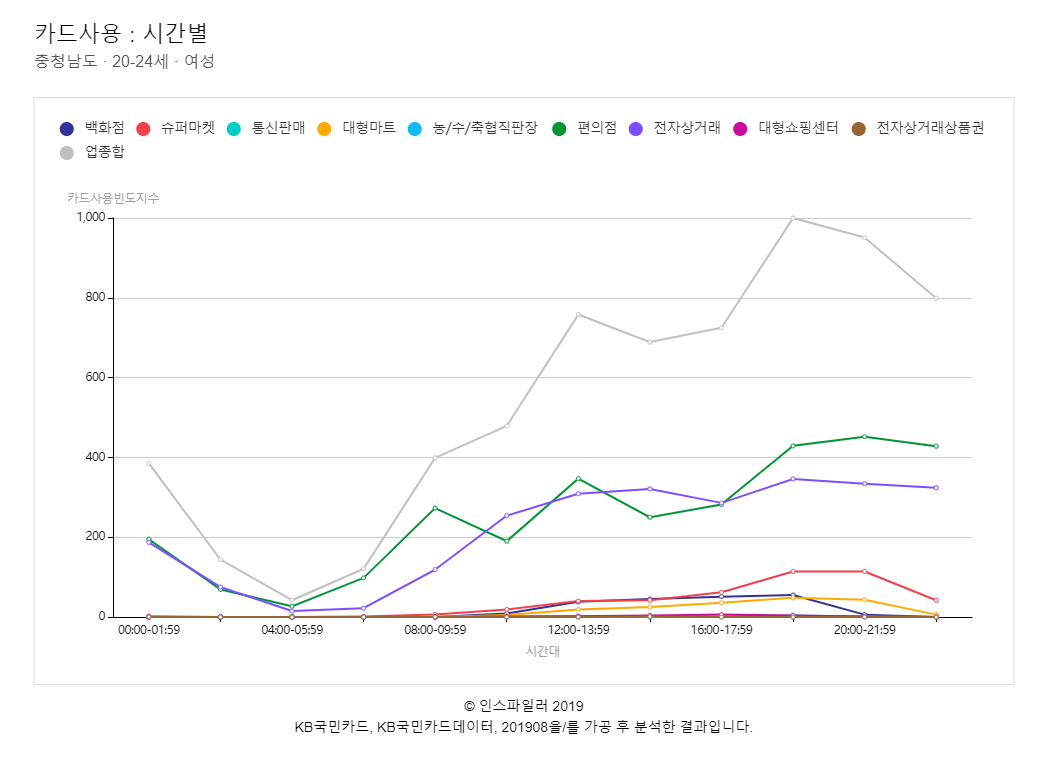 카드사용 : 시간별
충청남도 · 20-24세 · 여성
백화점 슈퍼마켓 통신판매 대형마트 농/수/축협직판장 편의점 전자상거래 대형쇼핑센터 전자상거래상품권
업종합
카드사용빈도지수
1,000
800
600
400
200
0
00:00-01:59 04:00-05:59 08:00-09:59 12:00-13:59 16:00-17:59 20:00-21:59
시간대
© 인스파일러 2019
KB국민카드, KB국민카드데이터, 201908을/를 가공 후 분석한 결과입니다.